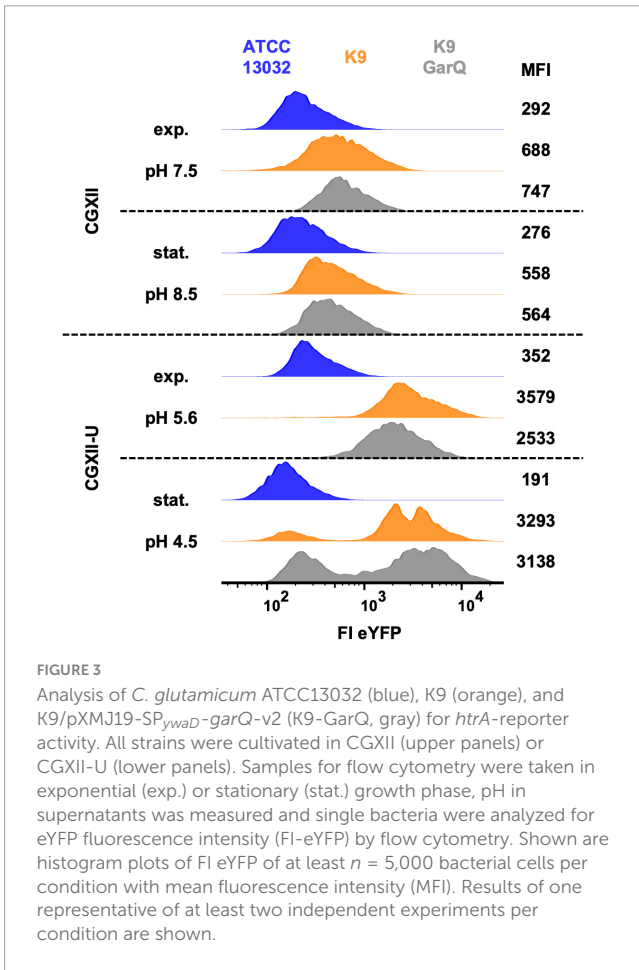 ATCC
13032
K9
K9
GarQ
MFI
CGXII
exp.
pH 7.5
292
688
747
stat.
pH 8.5
276
558
564
CGXII-U
exp.
pH 5.6
352
3579
2533
stat.
pH 4.5
191
3293
3138
10² 10³ 10⁴
FI eYFP
FIGURE 3
Analysis of C. glutamicum ATCC13032 (blue), K9 (orange), and
K9/pXMJ19-SPywaD-garQ-v2 (K9-GarQ, gray) for htrA-reporter
activity. All strains were cultivated in CGXII (upper panels) or
CGXII-U (lower panels). Samples for flow cytometry were taken in
exponential (exp.) or stationary (stat.) growth phase, pH in
supernatants was measured and single bacteria were analyzed for
eYFP fluorescence intensity (FI-eYFP) by flow cytometry. Shown are
histogram plots of FI eYFP of at least n = 5,000 bacterial cells per
condition with mean fluorescence intensity (MFI). Results of one
representative of at least two independent experiments per
condition are shown.